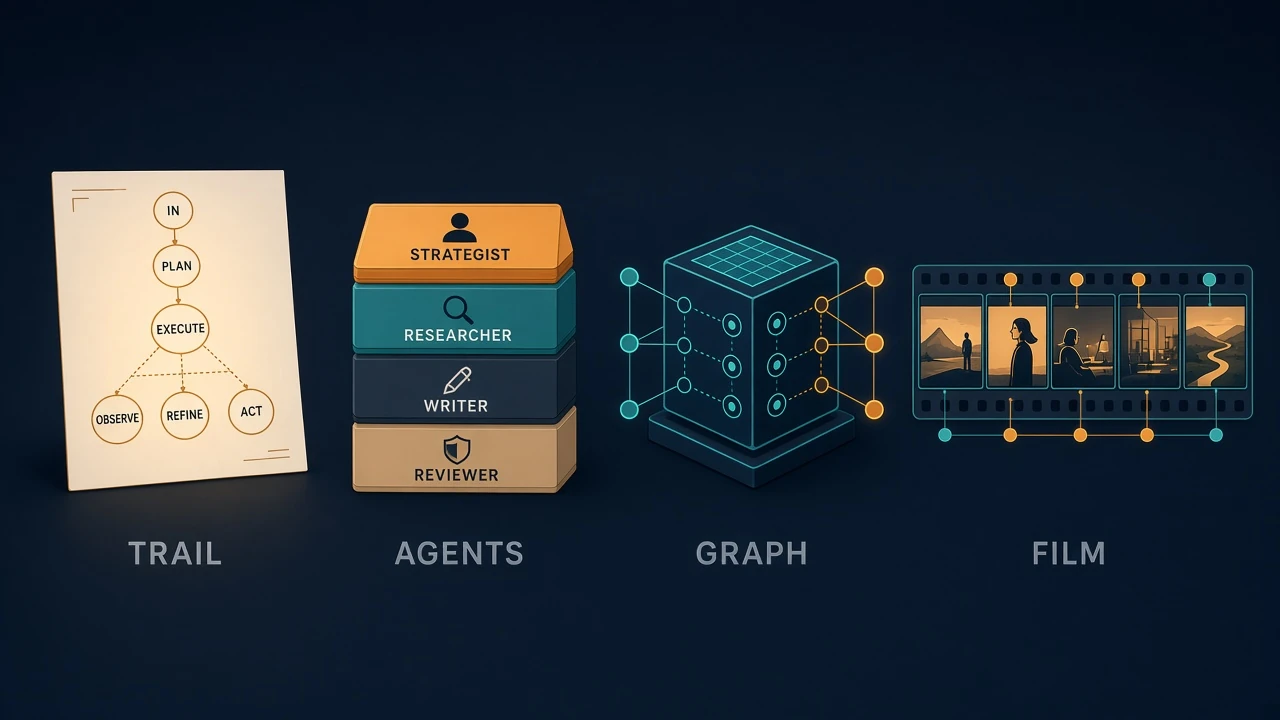 IN
PLAN
EXECUTE
OBSERVE
REFINE
ACT
STRATEGIST
RESEARCHER
WRITER
REVIEWER
TRAIL
AGENTS
GRAPH
FILM